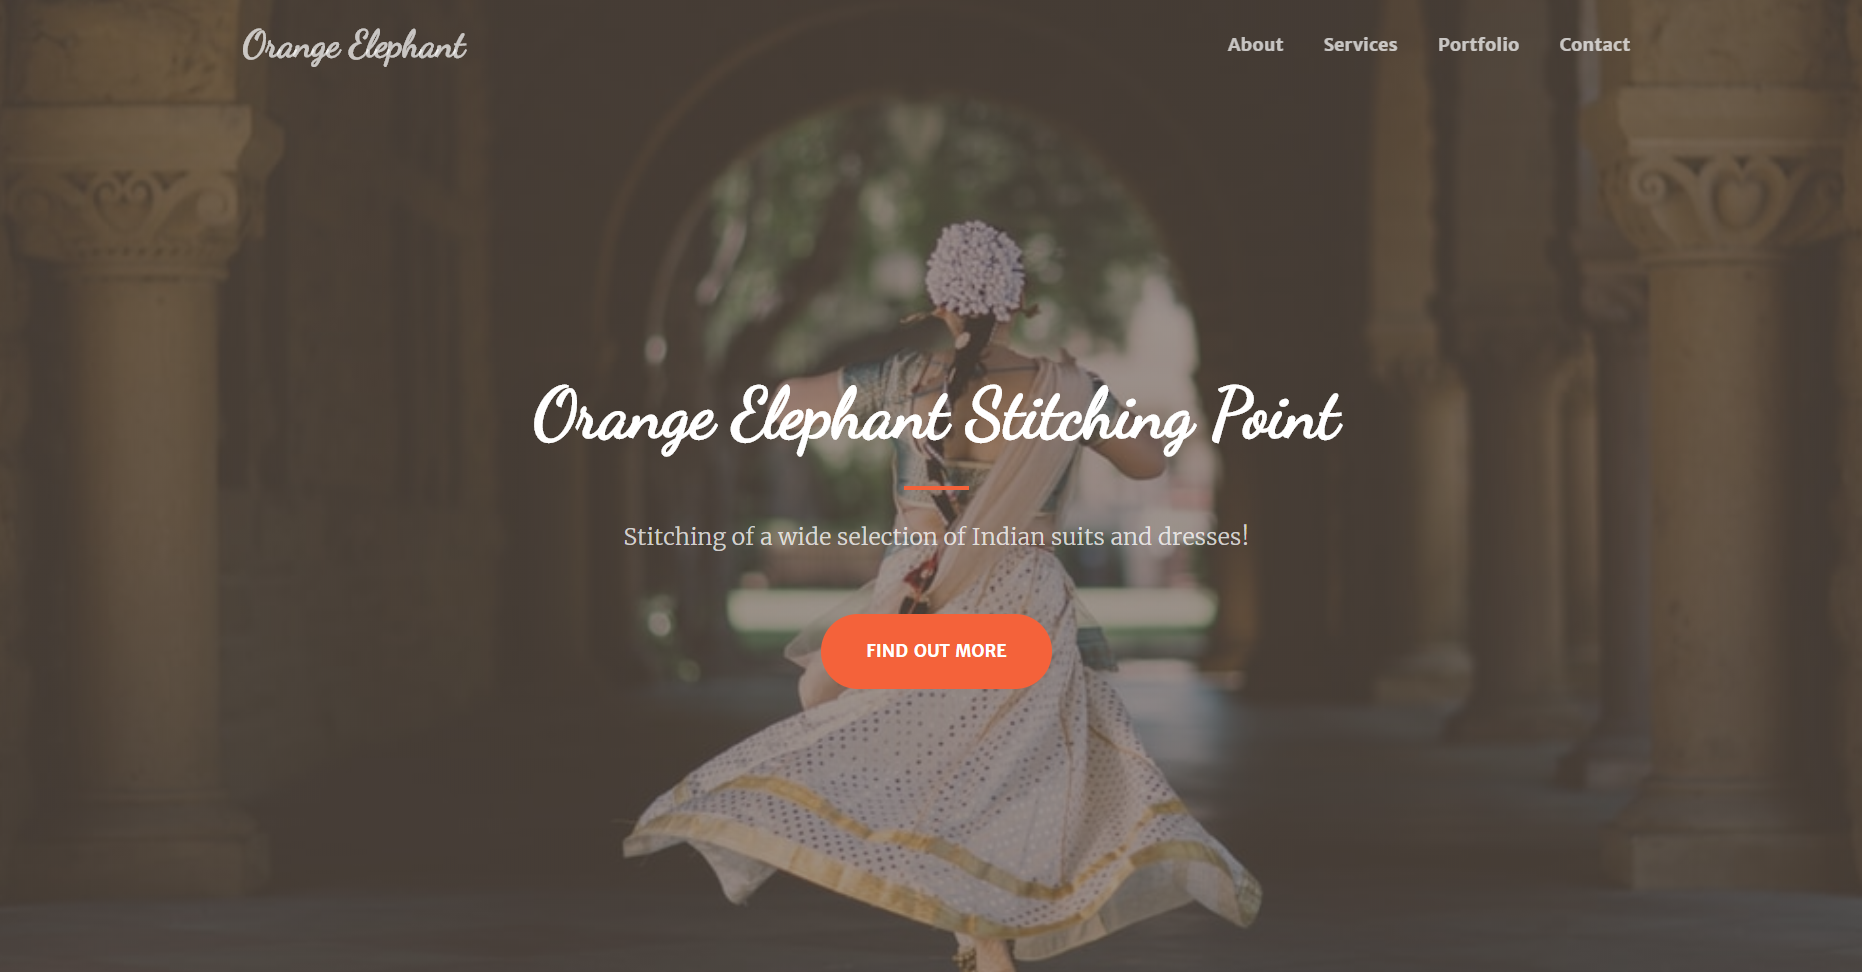 Orange Elephant
About Services Portfolio Contact
Orange Elephant Stitching Point
Stitching of a wide selection of Indian suits and dresses!
FIND OUT MORE